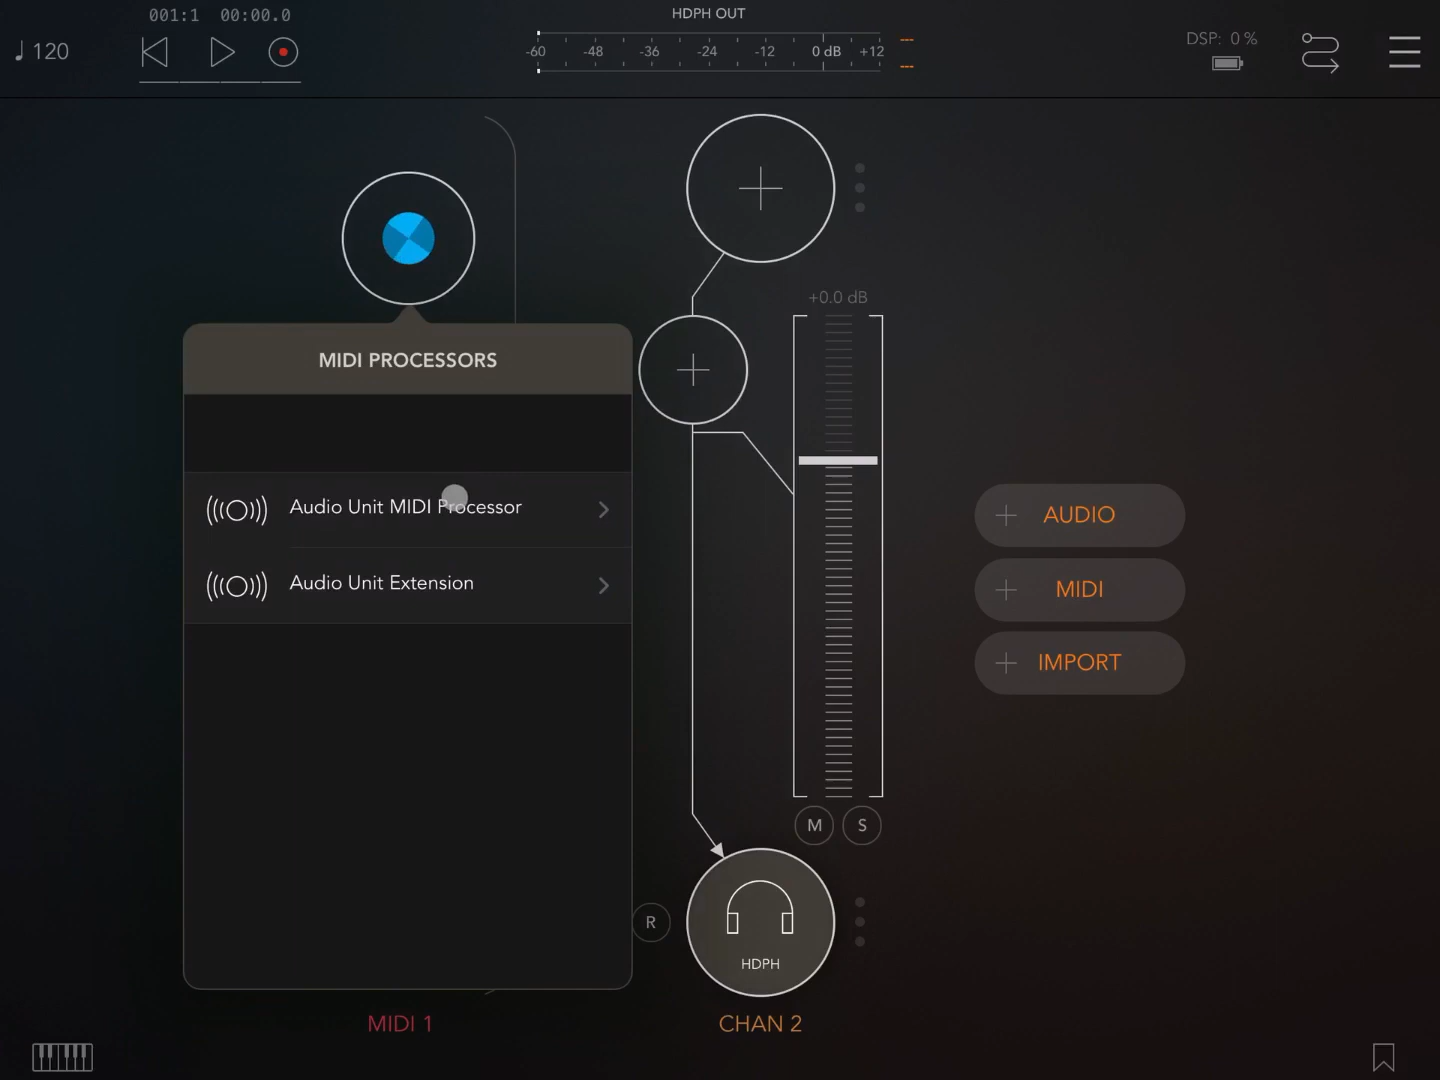 001:1 00:00.0
HDPH OUT
♩ 120
-60 -48 -36 -24 -12 0 dB +12
---
---
DSP: 0 %
+0.0 dB
MIDI PROCESSORS
Audio Unit MIDI Processor
Audio Unit Extension
AUDIO
MIDI
IMPORT
M S
R
HDPH
MIDI 1
CHAN 2